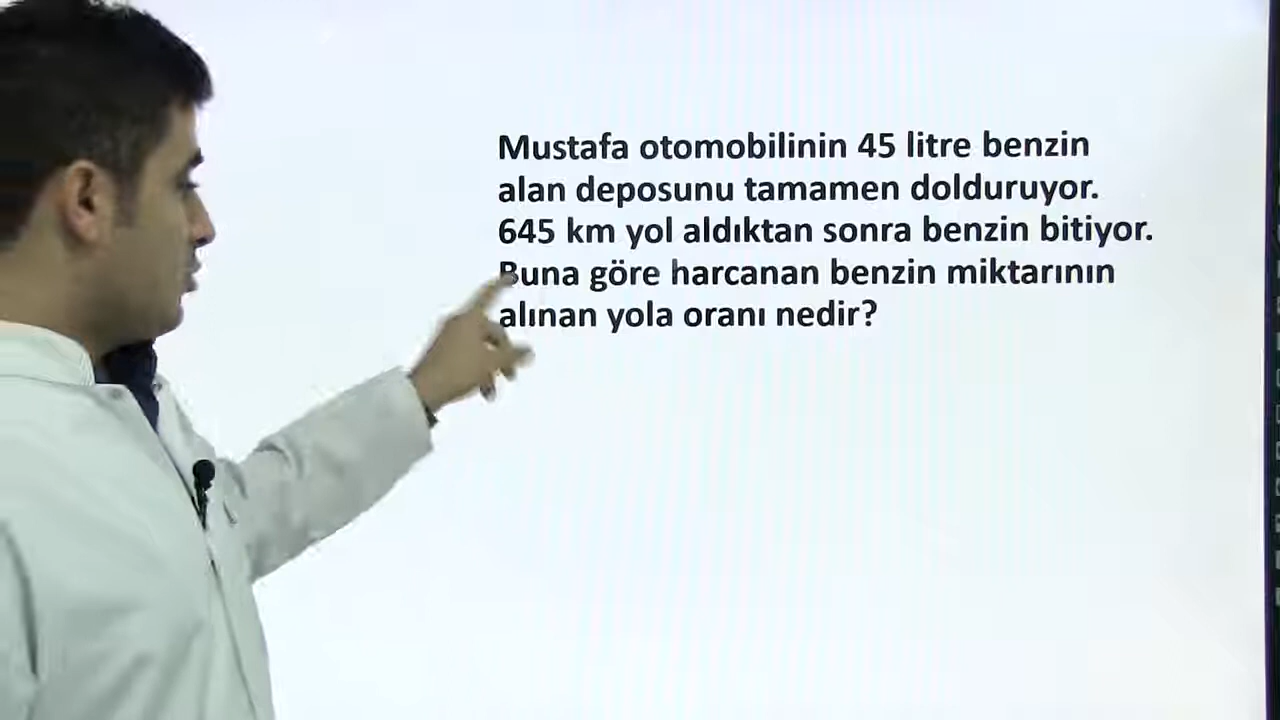 Mustafa otomobilinin 45 litre benzin
alan deposunu tamamen dolduruyor.
645 km yol aldıktan sonra benzin bitiyor.
Buna göre harcanan benzin miktarının
alınan yola oranı nedir?